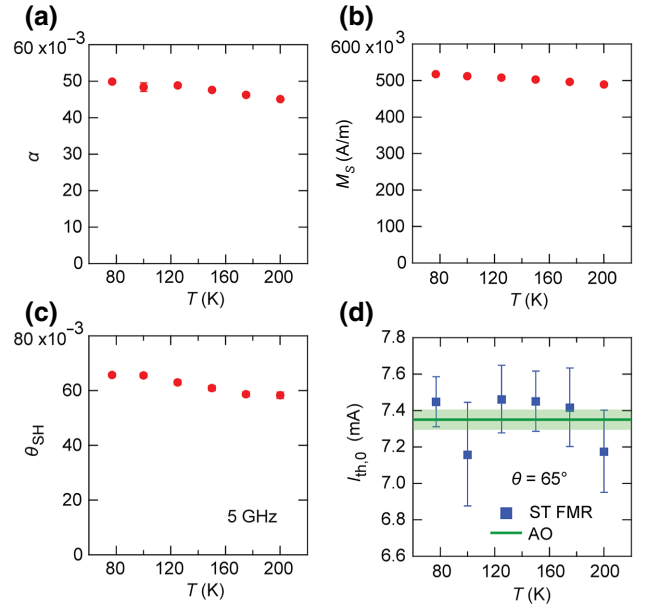 (a)
60 x10⁻³
50
40
30
20
10
0
α
80
120
160
200
T (K)
(b)
600 x10³
500
400
300
200
100
0
M_S (A/m)
80
120
160
200
T (K)
(c)
80 x10⁻³
60
40
20
0
θ_SH
5 GHz
80
120
160
200
T (K)
(d)
7.8
7.6
7.4
7.2
7.0
6.8
6.6
I_th,0 (mA)
θ = 65°
ST FMR
AO
80
120
160
200
T (K)